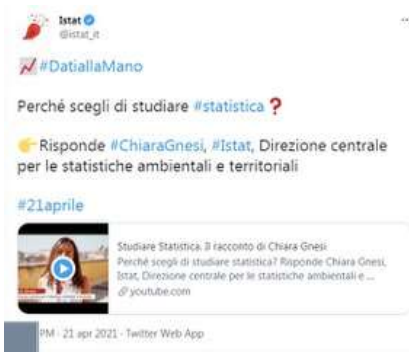 Istat
@istat_it
#DatiallaMano
Perché scegli di studiare #statistica ?
Risponde #ChiaraGnesi, #Istat, Direzione centrale
per le statistiche ambientali e territoriali
#21aprile
Studiare Statistica. Il racconto di Chiara Gnesi
Perché scegli di studiare statistica? Risponde Chiara Gnesi,
Istat, Direzione centrale per le statistiche ambientali e ...
youtube.com
PM · 21 apr 2021 · Twitter Web App